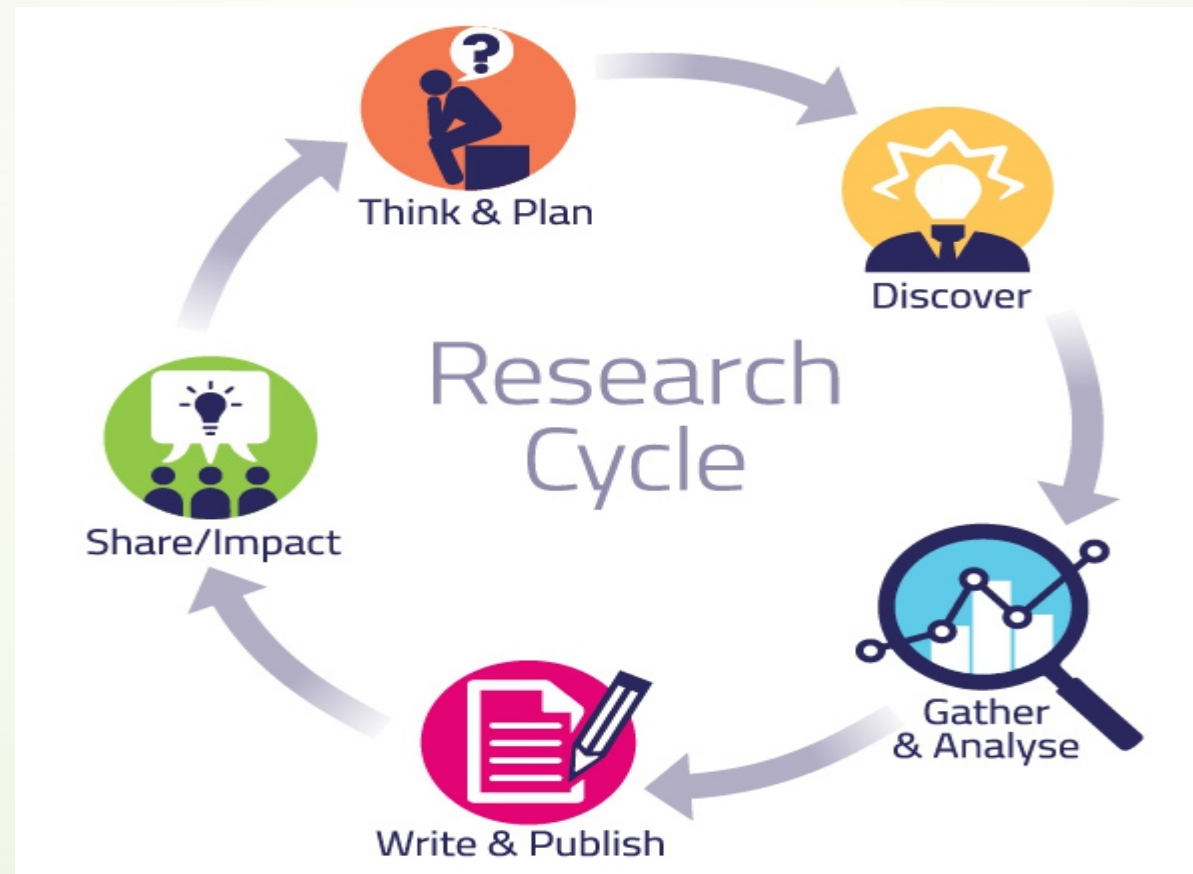 ?
Think & Plan
Discover
Research
Cycle
Share/Impact
Gather
& Analyse
Write & Publish